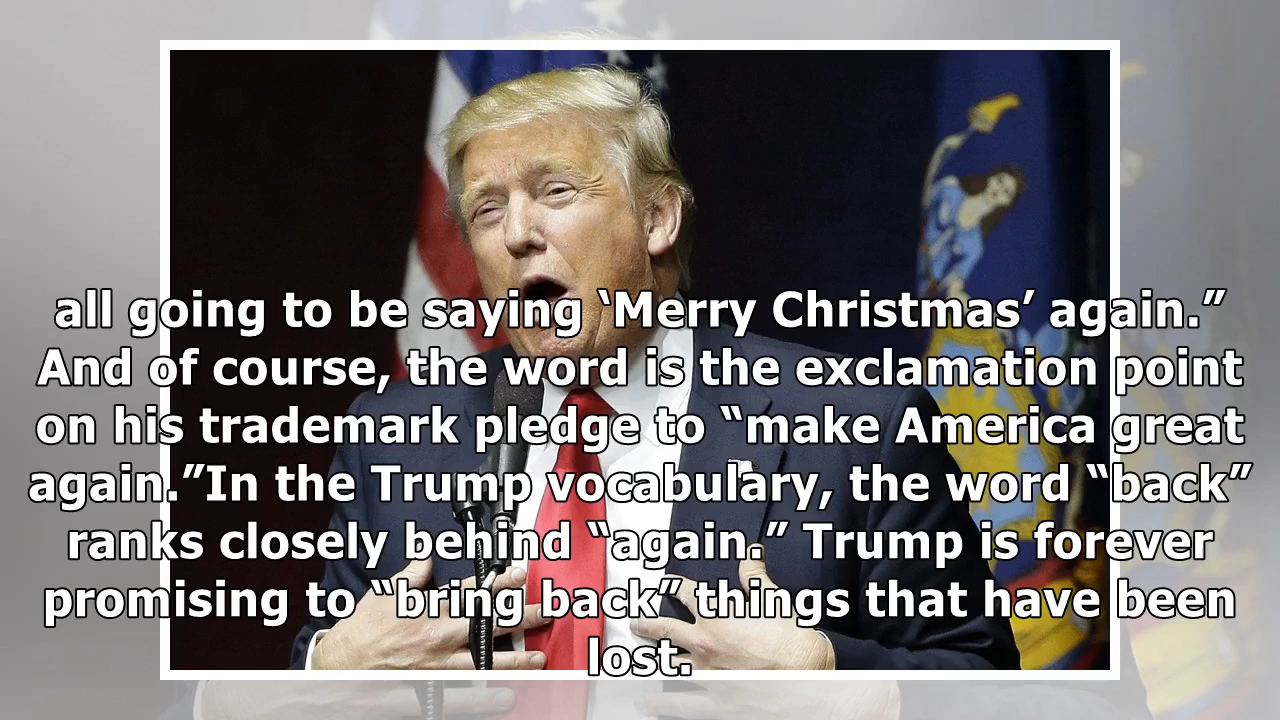 all going to be saying ‘Merry Christmas’ again.”
And of course, the word is the exclamation point
on his trademark pledge to “make America great
again.”In the Trump vocabulary, the word “back”
ranks closely behind “again.” Trump is forever
promising to “bring back” things that have been
lost.